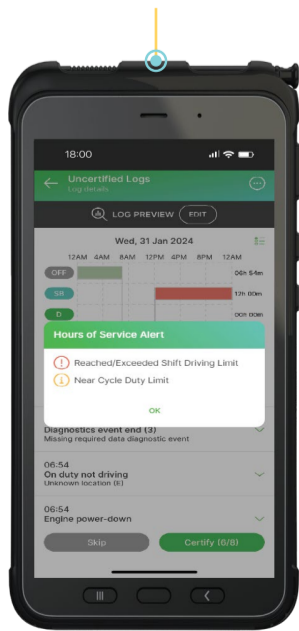 18:00
Uncertified Logs
Log details
LOG PREVIEW EDIT
Wed, 31 Jan 2024
12AM 4AM 8AM 12PM 4PM 8PM 12AM
OFF 06h 54m
SB 12h 00m
D 00h 00m
Hours of Service Alert
Reached/Exceeded Shift Driving Limit
Near Cycle Duty Limit
OK
Diagnostics event end (3)
Missing required data diagnostic event
06:54
On duty not driving
Unknown location (E)
06:54
Engine power-down
Skip Certify (6/8)